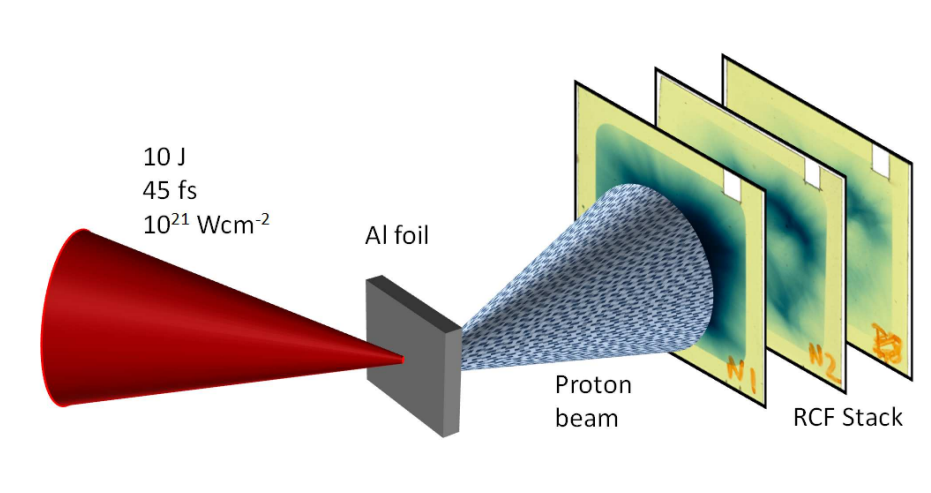 10 J
45 fs
10²¹ Wcm⁻²
Al foil
Proton
beam
RCF Stack
N1
N2